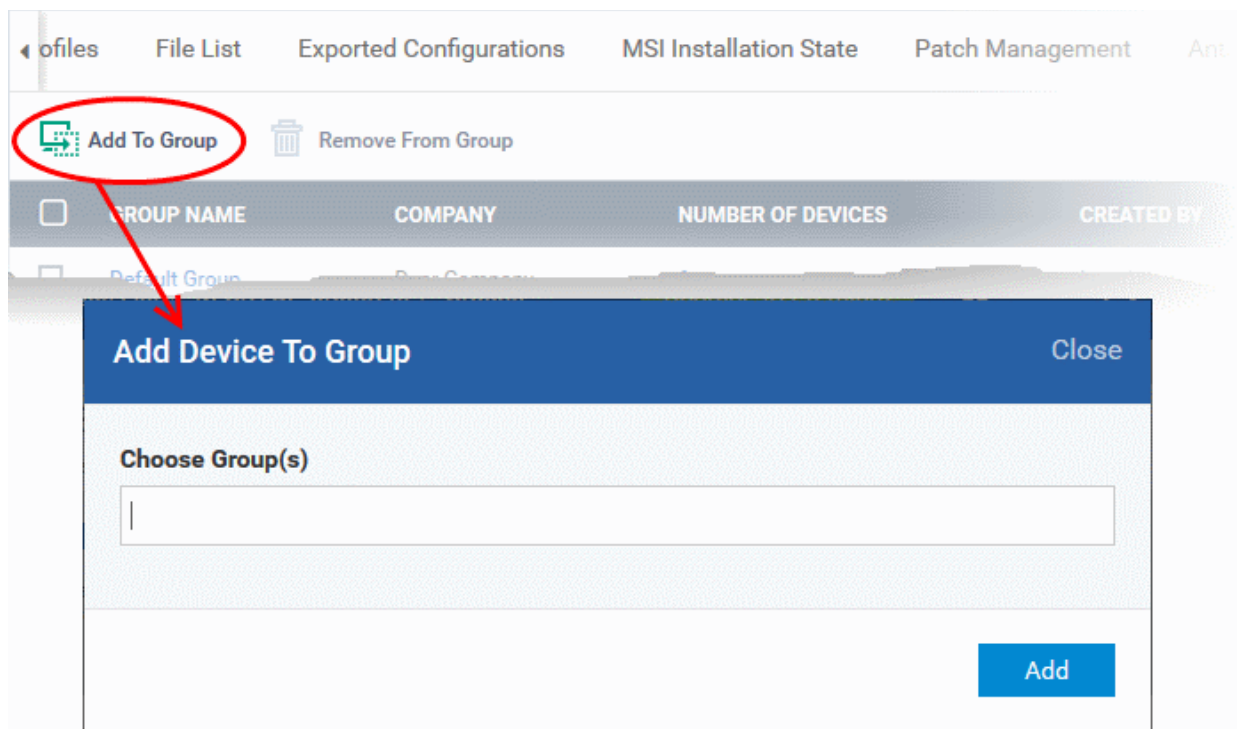 ofiles File List Exported Configurations MSI Installation State Patch Management Ant
Add To Group Remove From Group
GROUP NAME COMPANY NUMBER OF DEVICES CREATED BY
Default Group
Add Device To Group Close
Choose Group(s)
Add